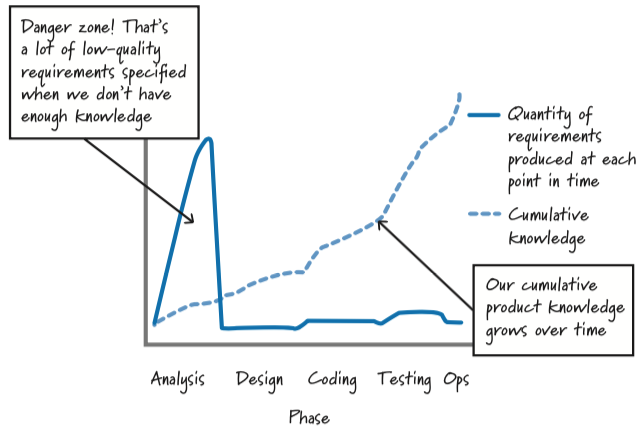 Danger zone! That's
a lot of low-quality
requirements specified
when we don't have
enough knowledge
Quantity of
requirements
produced at each
point in time
Cumulative
knowledge
Our cumulative
product knowledge
grows over time
Analysis Design Coding Testing Ops
Phase